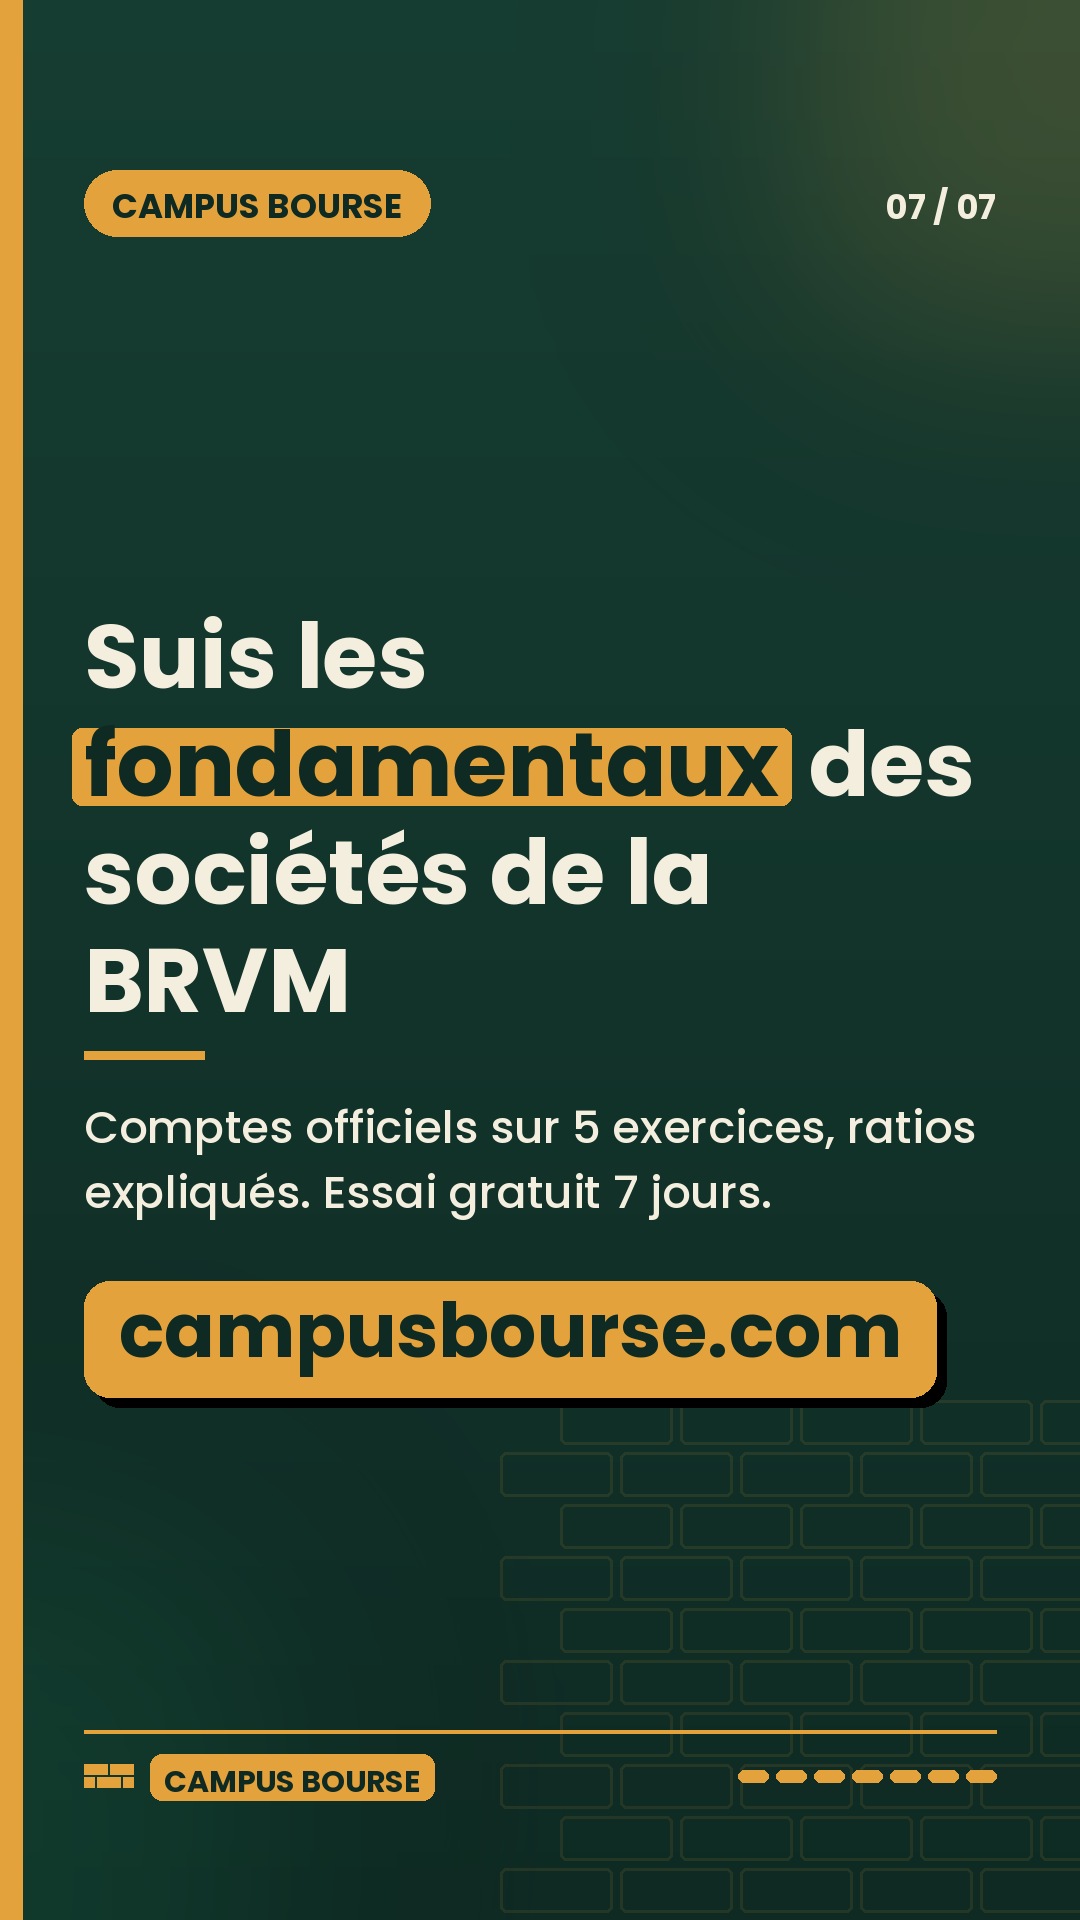 CAMPUS BOURSE
07 / 07
Suis les
fondamentaux des
sociétés de la
BRVM
Comptes officiels sur 5 exercices, ratios
expliqués. Essai gratuit 7 jours.
campusbourse.com
CAMPUS BOURSE